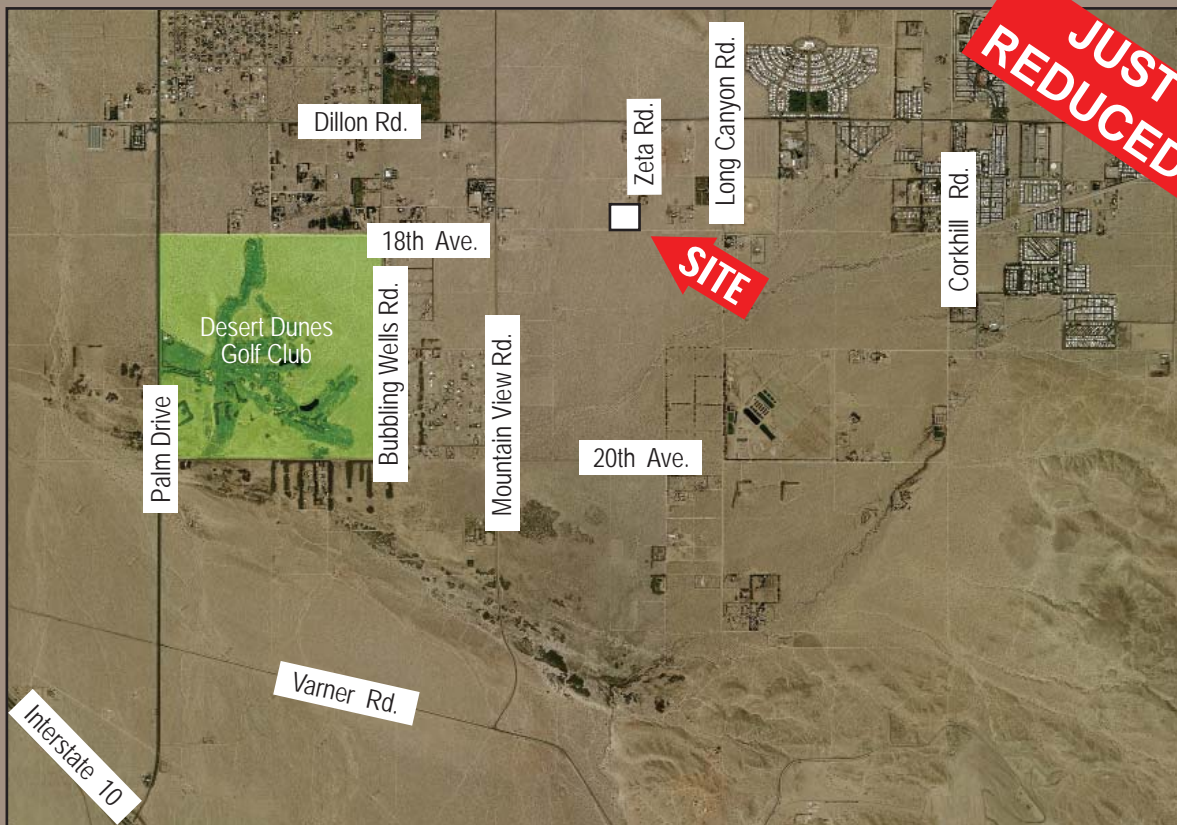 JUST
REDUCED
Dillon Rd.
Zeta Rd.
Long Canyon Rd.
Corkhill Rd.
18th Ave.
SITE
Desert Dunes
Golf Club
Bubbling Wells Rd.
Mountain View Rd.
Palm Drive
20th Ave.
Varner Rd.
Interstate 10